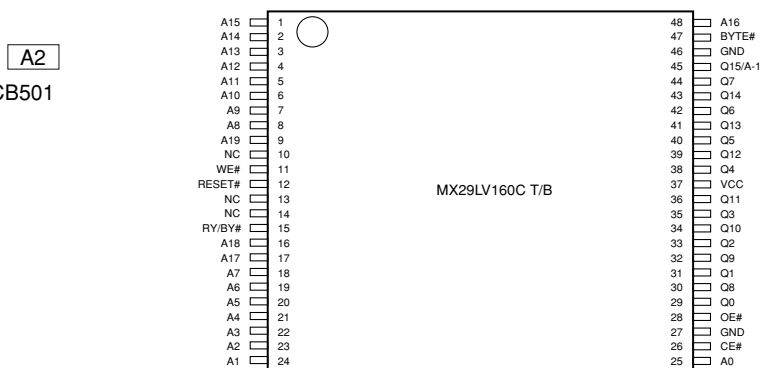 A2
CB501
A15 1 48 A16
A14 2 47 BYTE#
A13 3 46 GND
A12 4 45 Q15/A-1
A11 5 44 Q7
A10 6 43 Q14
A9 7 42 Q6
A8 8 41 Q13
A19 9 40 Q5
NC 10 39 Q12
WE# 11 38 Q4
RESET# 12 37 VCC
MX29LV160C T/B
NC 13 36 Q11
NC 14 35 Q3
RY/BY# 15 34 Q10
A18 16 33 Q2
A17 17 32 Q9
A7 18 31 Q1
A6 19 30 Q8
A5 20 29 Q0
A4 21 28 OE#
A3 22 27 GND
A2 23 26 CE#
A1 24 25 A0